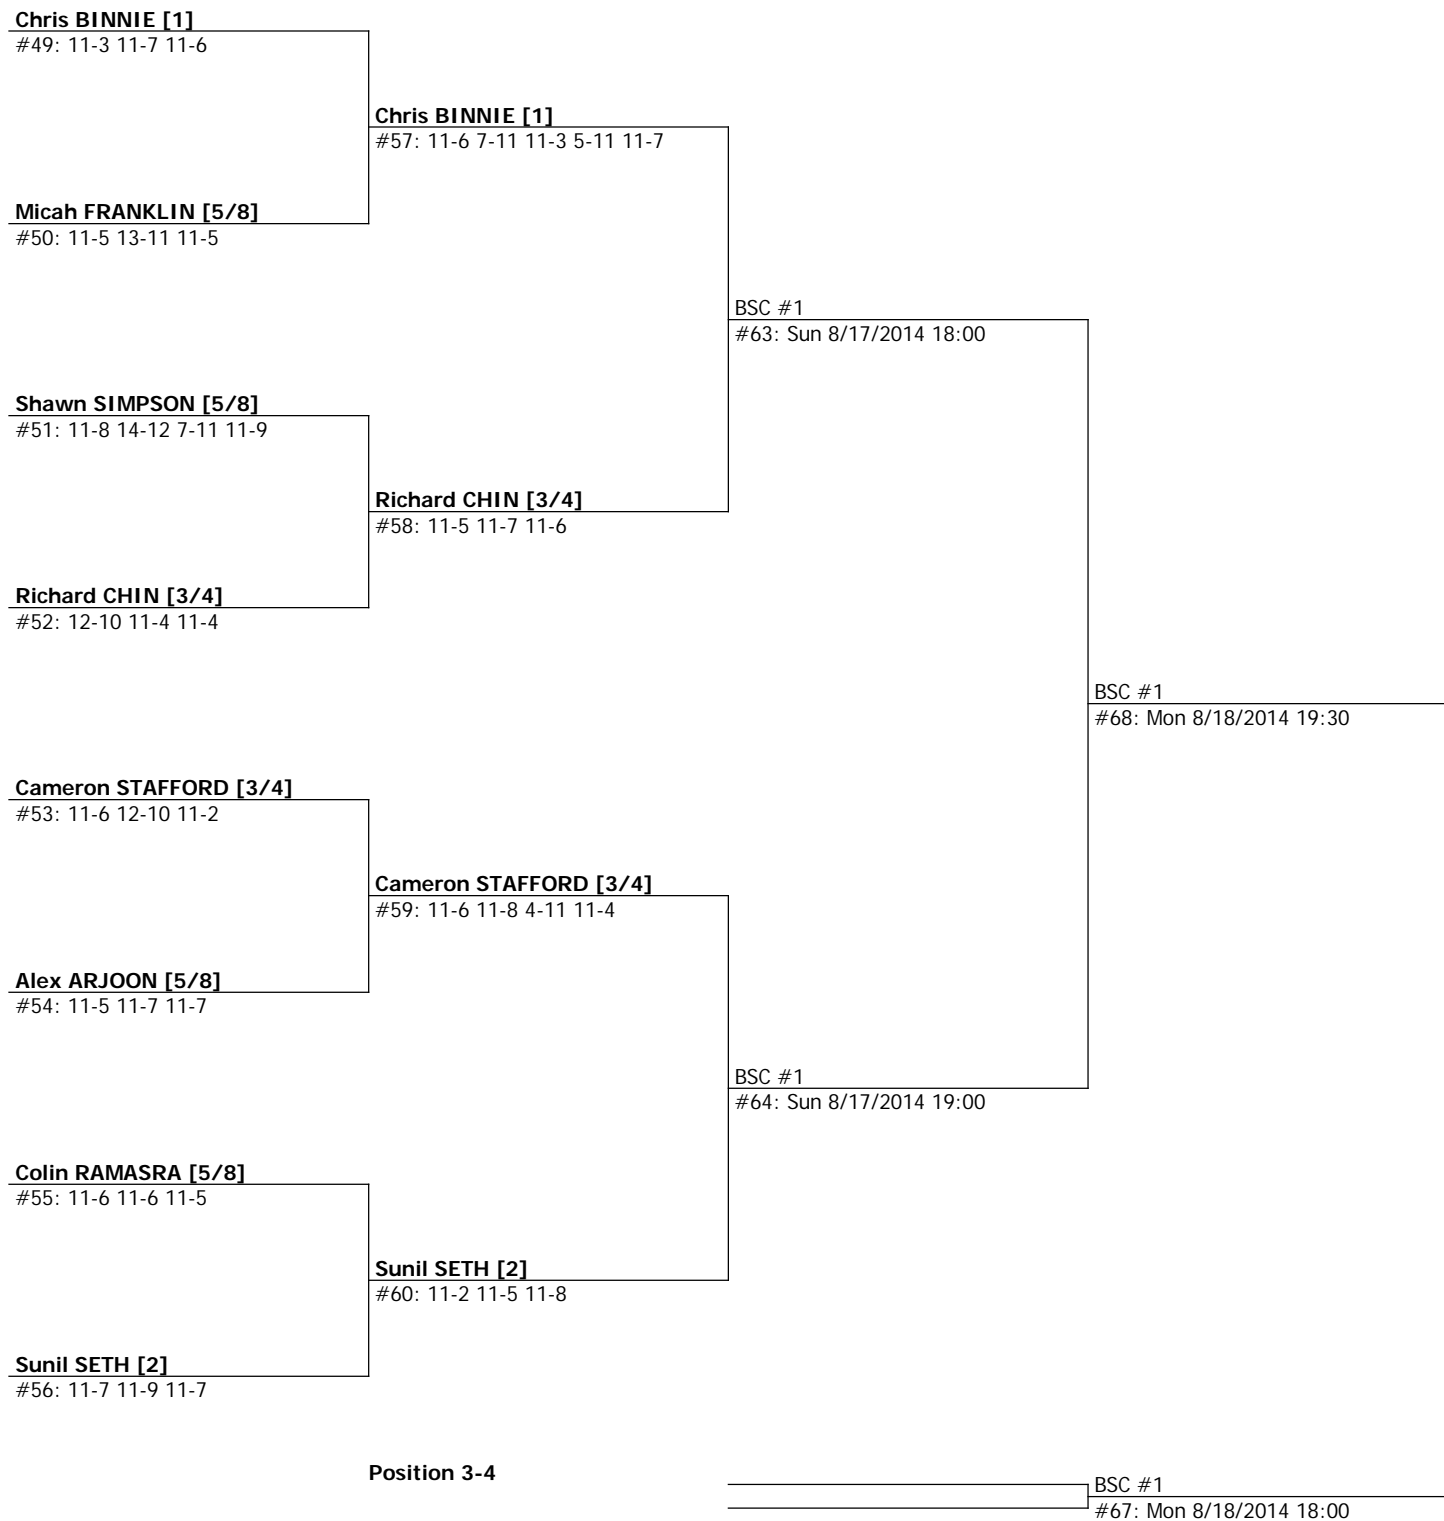 Chris BINNIE [1]
#49: 11-3 11-7 11-6
Chris BINNIE [1]
#57: 11-6 7-11 11-3 5-11 11-7
Micah FRANKLIN [5/8]
#50: 11-5 13-11 11-5
BSC #1
#63: Sun 8/17/2014 18:00
Shawn SIMPSON [5/8]
#51: 11-8 14-12 7-11 11-9
Richard CHIN [3/4]
#58: 11-5 11-7 11-6
Richard CHIN [3/4]
#52: 12-10 11-4 11-4
BSC #1
#68: Mon 8/18/2014 19:30
Cameron STAFFORD [3/4]
#53: 11-6 12-10 11-2
Cameron STAFFORD [3/4]
#59: 11-6 11-8 4-11 11-4
Alex ARJOON [5/8]
#54: 11-5 11-7 11-7
BSC #1
#64: Sun 8/17/2014 19:00
Colin RAMASRA [5/8]
#55: 11-6 11-6 11-5
Sunil SETH [2]
#60: 11-2 11-5 11-8
Sunil SETH [2]
#56: 11-7 11-9 11-7
Position 3-4
BSC #1
#67: Mon 8/18/2014 18:00